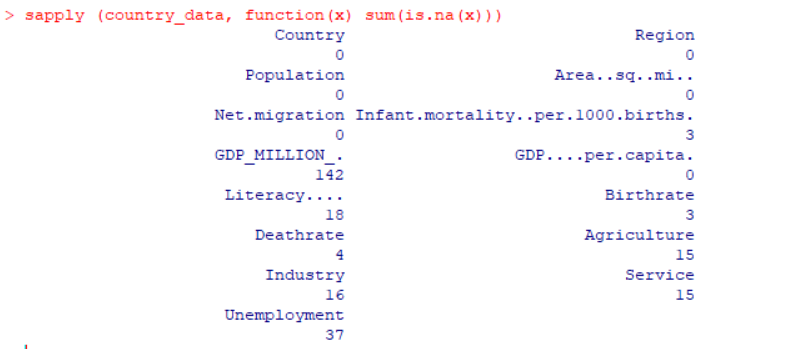 > sapply (country_data, function(x) sum(is.na(x)))
Country Region
0 0
Population Area..sq..mi..
0 0
Net.migration Infant.mortality..per.1000.births.
0 3
GDP_MILLION_. GDP....per.capita.
142 0
Literacy.... Birthrate
18 3
Deathrate Agriculture
4 15
Industry Service
16 15
Unemployment
37